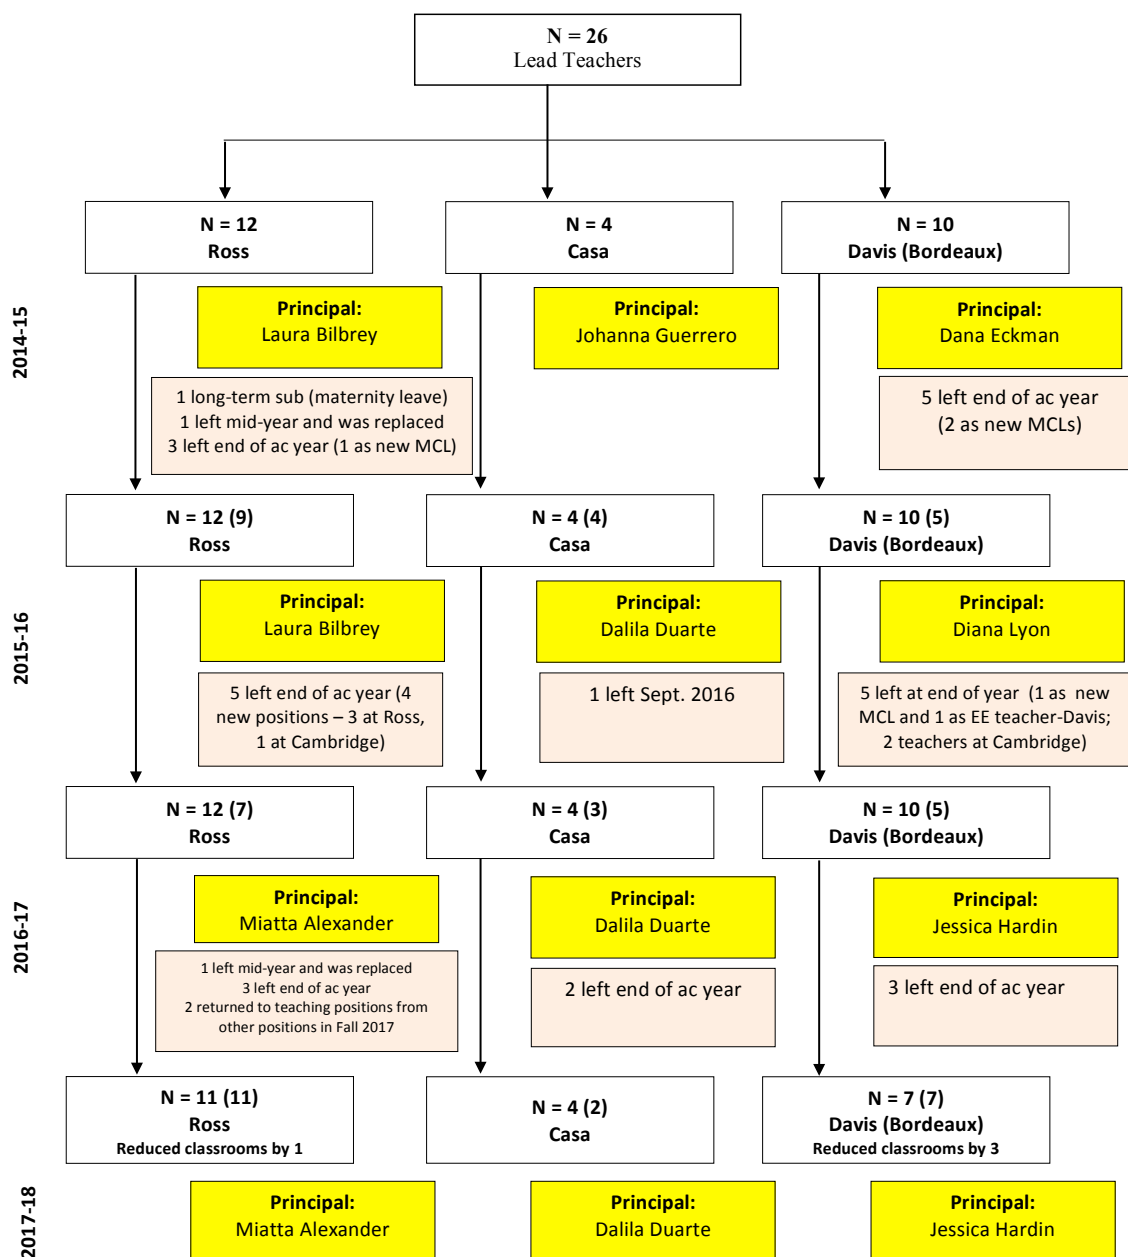 N = 26
Lead Teachers
N = 12
Ross
N = 4
Casa
N = 10
Davis (Bordeaux)
2014-15
Principal:
Laura Bilbrey
Principal:
Johanna Guerrero
Principal:
Dana Eckman
1 long-term sub (maternity leave)
1 left mid-year and was replaced
3 left end of ac year (1 as new MCL)
5 left end of ac year
(2 as new MCLs)
N = 12 (9)
Ross
N = 4 (4)
Casa
N = 10 (5)
Davis (Bordeaux)
2015-16
Principal:
Laura Bilbrey
Principal:
Dalila Duarte
Principal:
Diana Lyon
5 left end of ac year (4
new positions – 3 at Ross,
1 at Cambridge)
1 left Sept. 2016
5 left at end of year (1 as new
MCL and 1 as EE teacher-Davis;
2 teachers at Cambridge)
N = 12 (7)
Ross
N = 4 (3)
Casa
N = 10 (5)
Davis (Bordeaux)
2016-17
Principal:
Miatta Alexander
Principal:
Dalila Duarte
Principal:
Jessica Hardin
1 left mid-year and was replaced
3 left end of ac year
2 returned to teaching positions from
other positions in Fall 2017
2 left end of ac year
3 left end of ac year
N = 11 (11)
Ross
Reduced classrooms by 1
N = 4 (2)
Casa
N = 7 (7)
Davis (Bordeaux)
Reduced classrooms by 3
2017-18
Principal:
Miatta Alexander
Principal:
Dalila Duarte
Principal:
Jessica Hardin